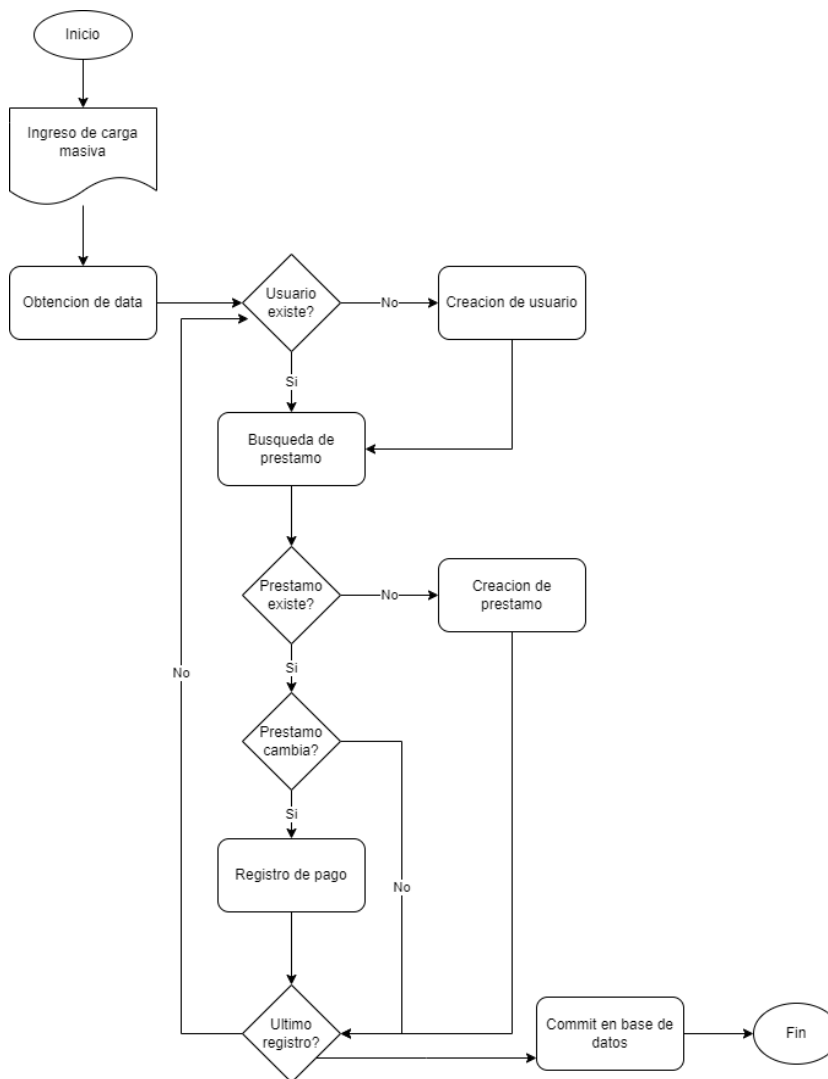 Inicio
Ingreso de carga
masiva
Obtencion de data
Usuario
existe?
No
Creacion de usuario
Si
Busqueda de
prestamo
Prestamo
existe?
No
Creacion de
prestamo
Si
No
Prestamo
cambia?
Si
Registro de pago
No
Ultimo
registro?
Commit en base de
datos
Fin